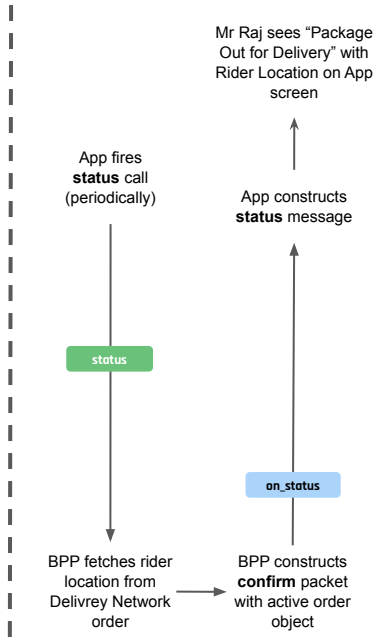 Mr Raj sees “Package
Out for Delivery” with
Rider Location on App
screen
App fires
status call
(periodically)
App constructs
status message
status
on_status
BPP fetches rider
location from
Delivrey Network
order
BPP constructs
confirm packet
with active order
object